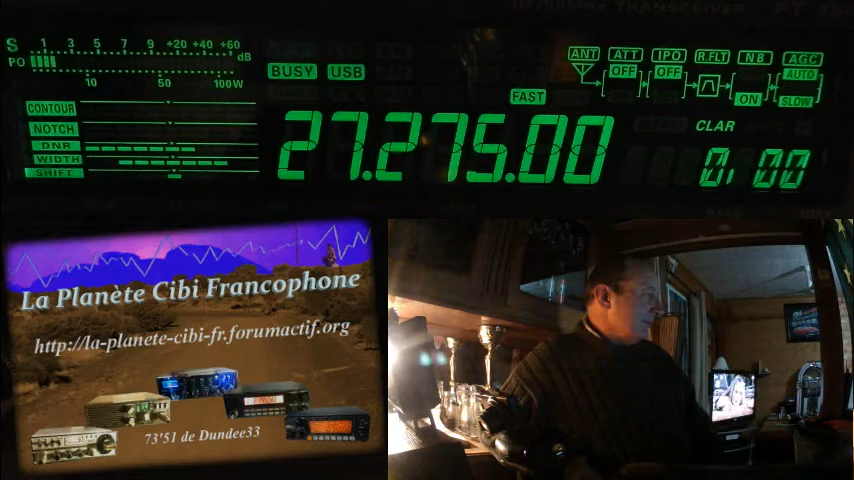 S 1 3 5 7 9 +20 +40 +60 dB
PO 10 50 100W
BUSY USB
ANT ATT IPO R.FLT NB AGC
OFF OFF AUTO
ON SLOW
FAST
CONTOUR
NOTCH
DNR
WIDTH
SHIFT
27.275.00
CLAR
0.00
La Planète Cibi Francophone
http://la-planete-cibi-fr.forumactif.org
73'51 de Dundee33